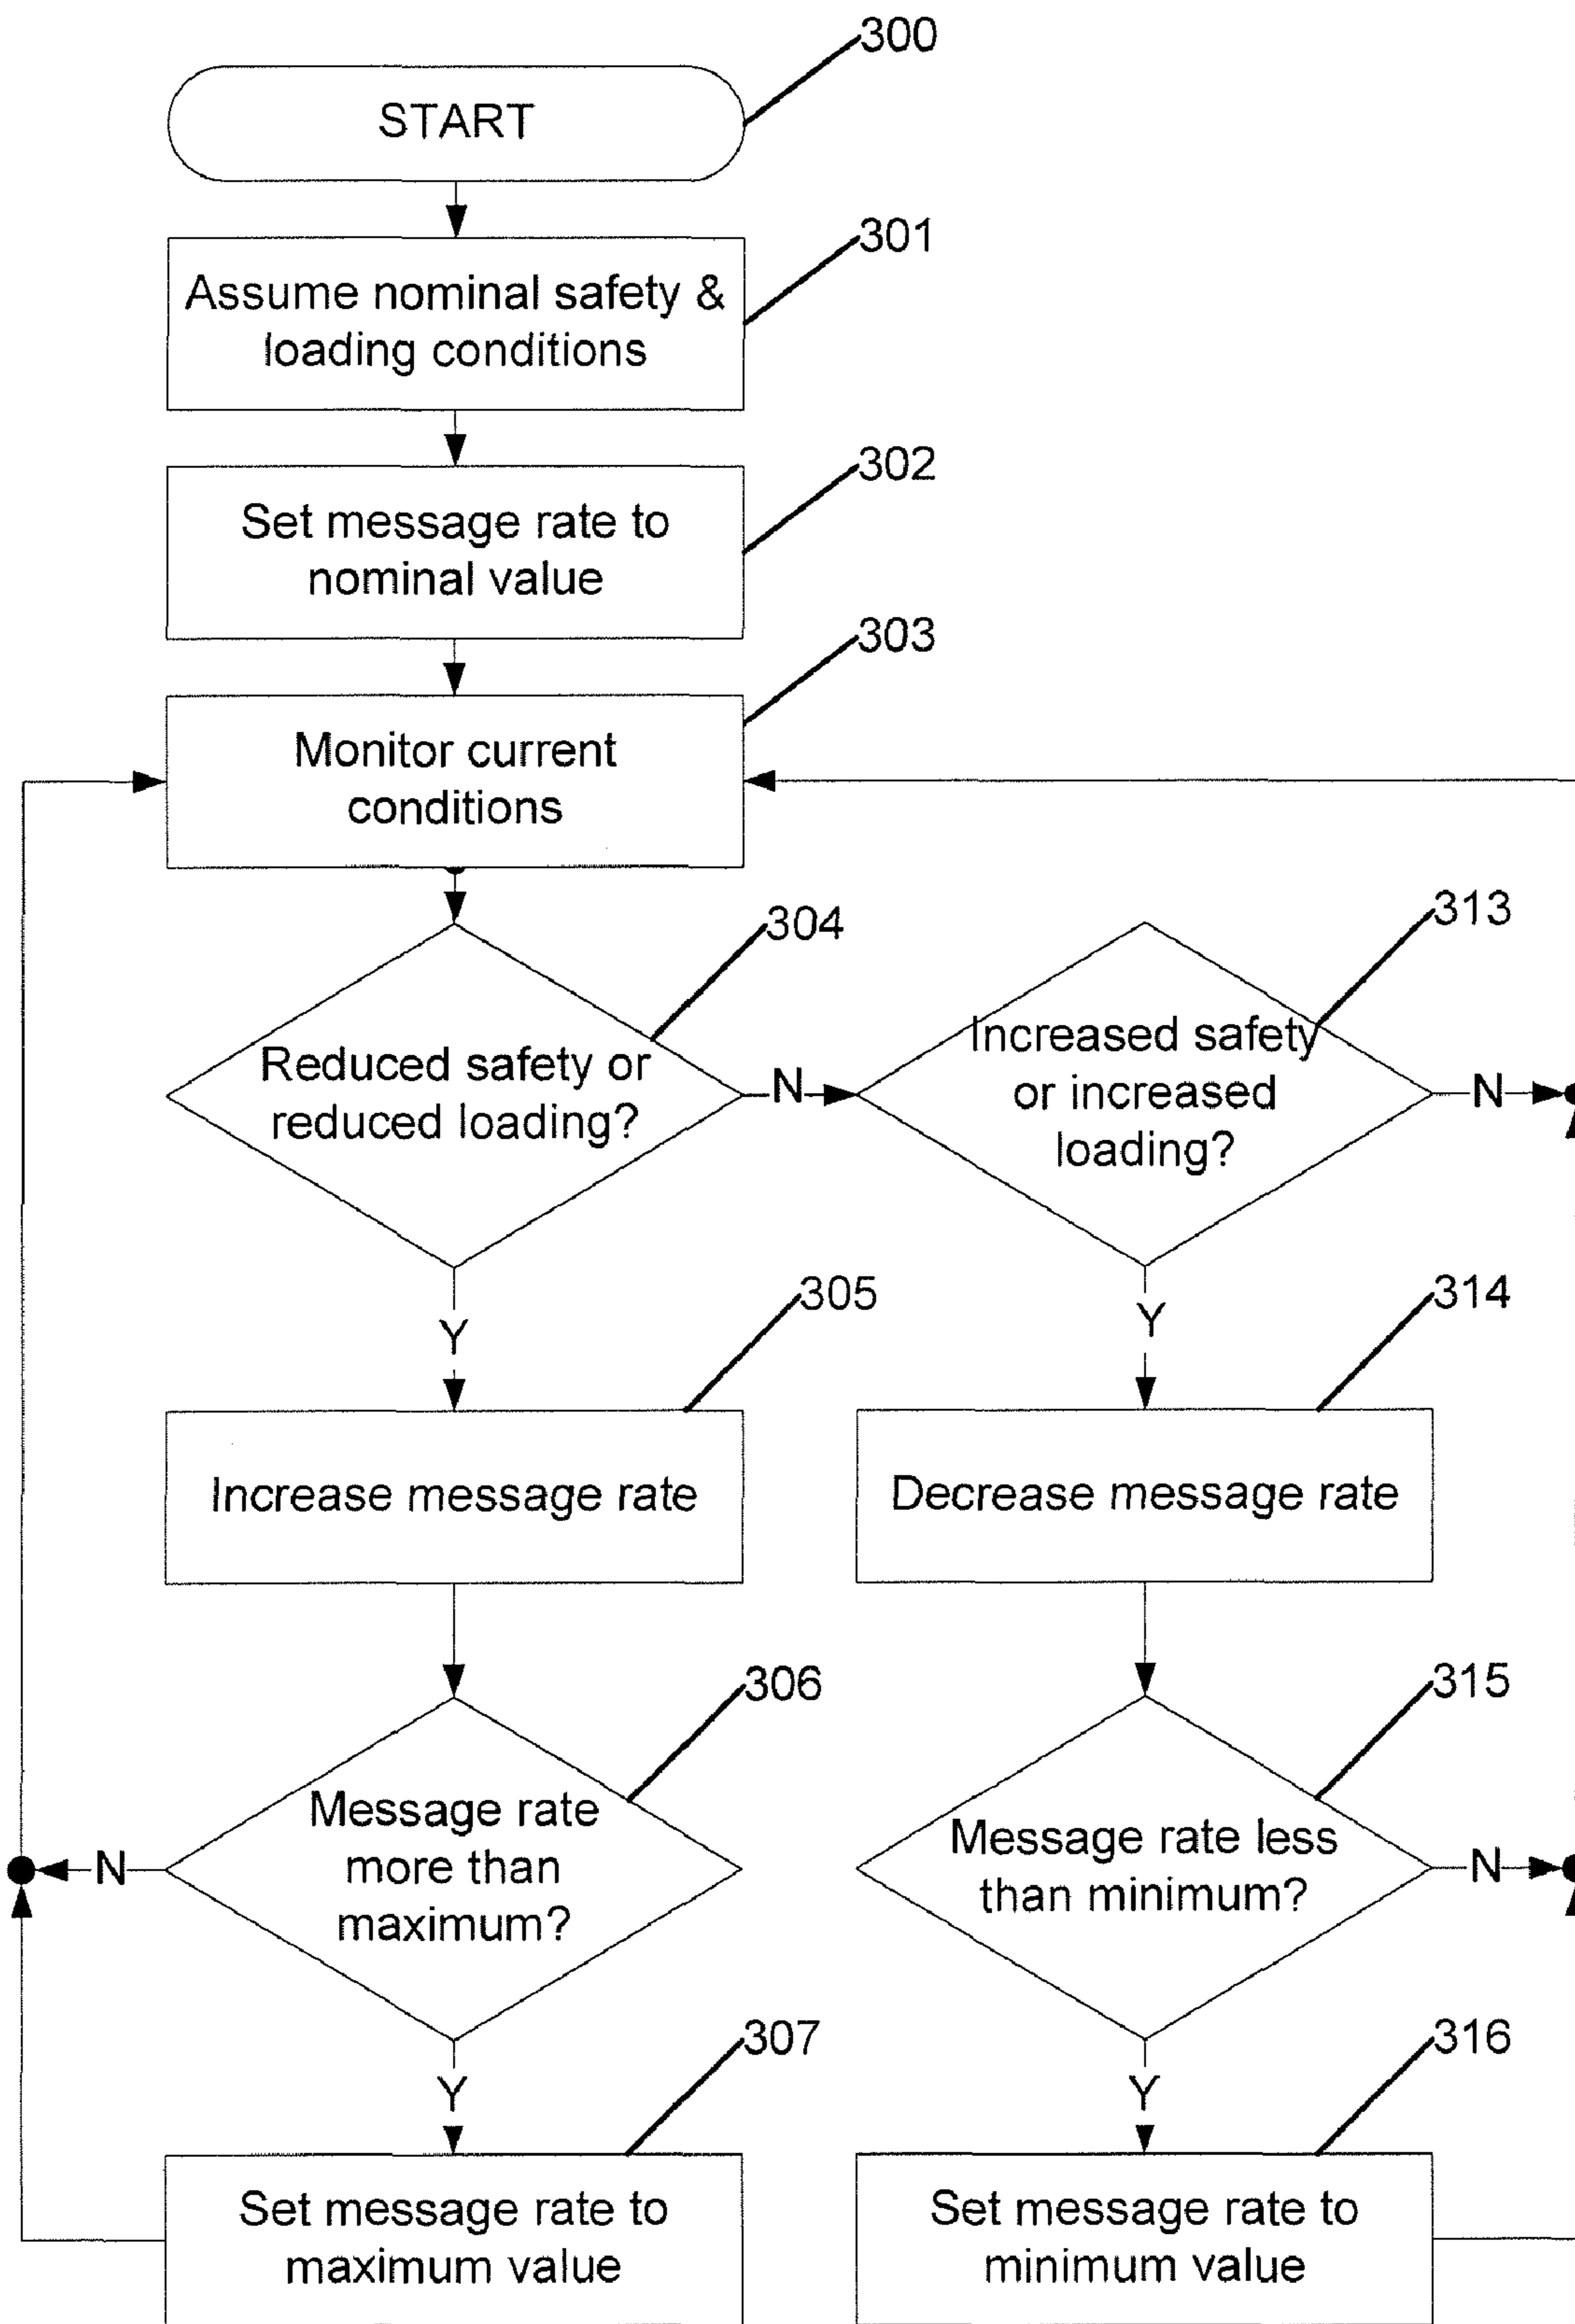 300
START
301
Assume nominal safety &
loading conditions
302
Set message rate to
nominal value
303
Monitor current
conditions
304
Reduced safety or
reduced loading?
N
313
Increased safety
or increased
loading?
N
Y
Y
305
Increase message rate
314
Decrease message rate
306
Message rate
more than
maximum?
N
315
Message rate less
than minimum?
N
Y
Y
307
Set message rate to
maximum value
316
Set message rate to
minimum value